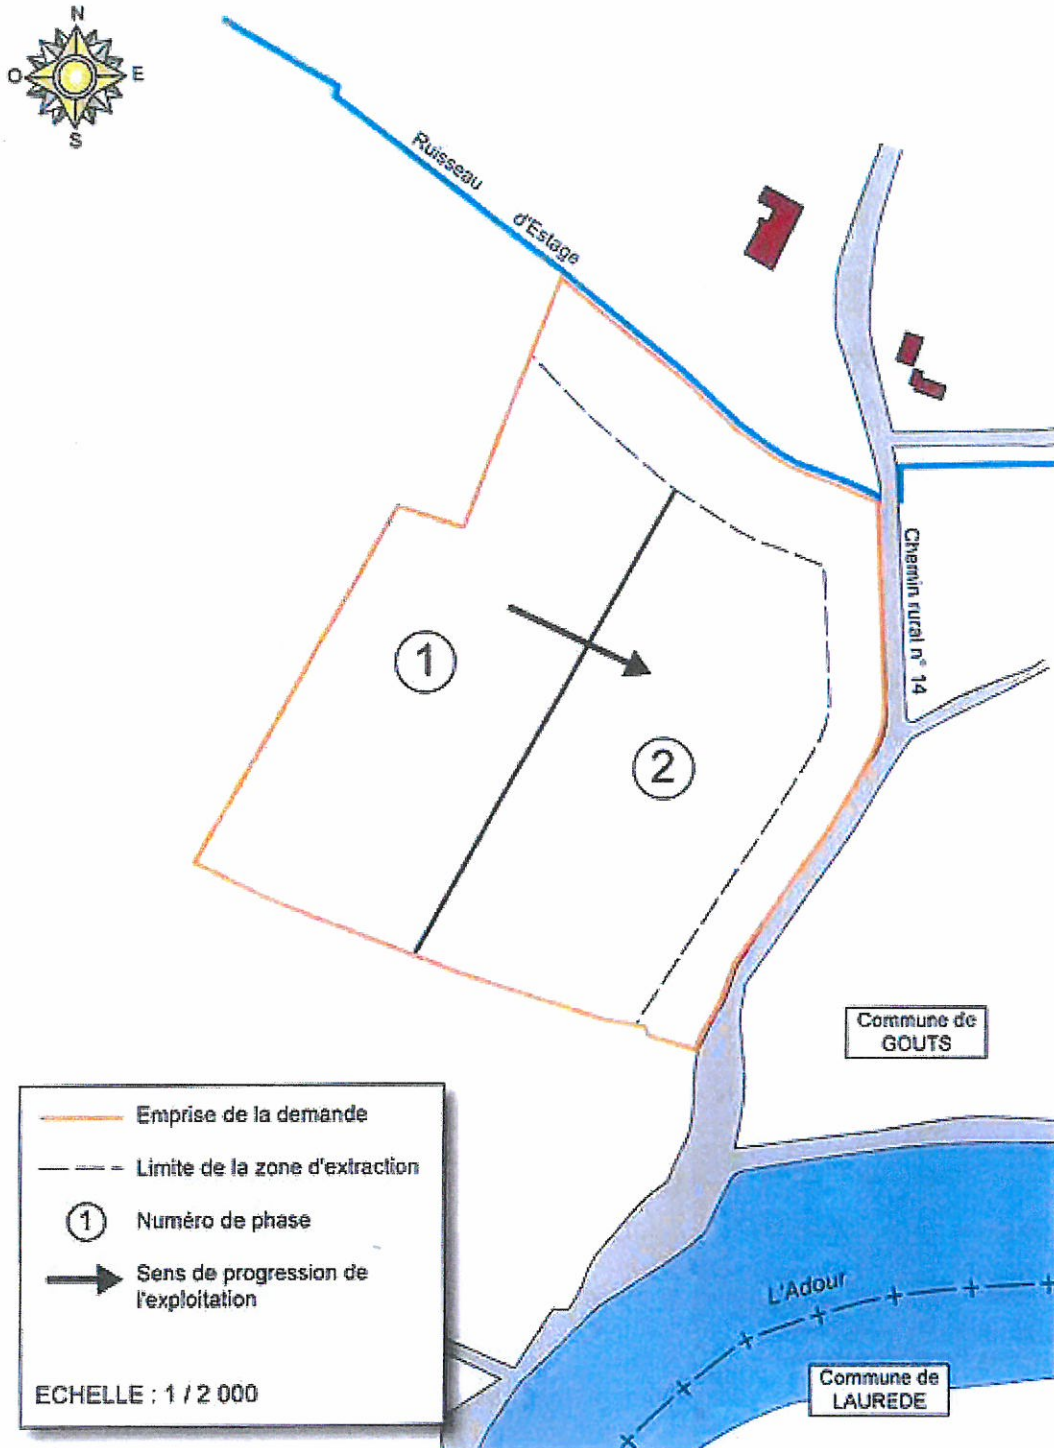 N
O
E
S
Ruisseau
d'Estage
Chemin rural n° 14
1
2
Commune de
GOUTS
Emprise de la demande
Limite de la zone d'extraction
1
Numéro de phase
Sens de progression de
l'exploitation
ECHELLE : 1 / 2 000
L'Adour
Commune de
LAUREDE